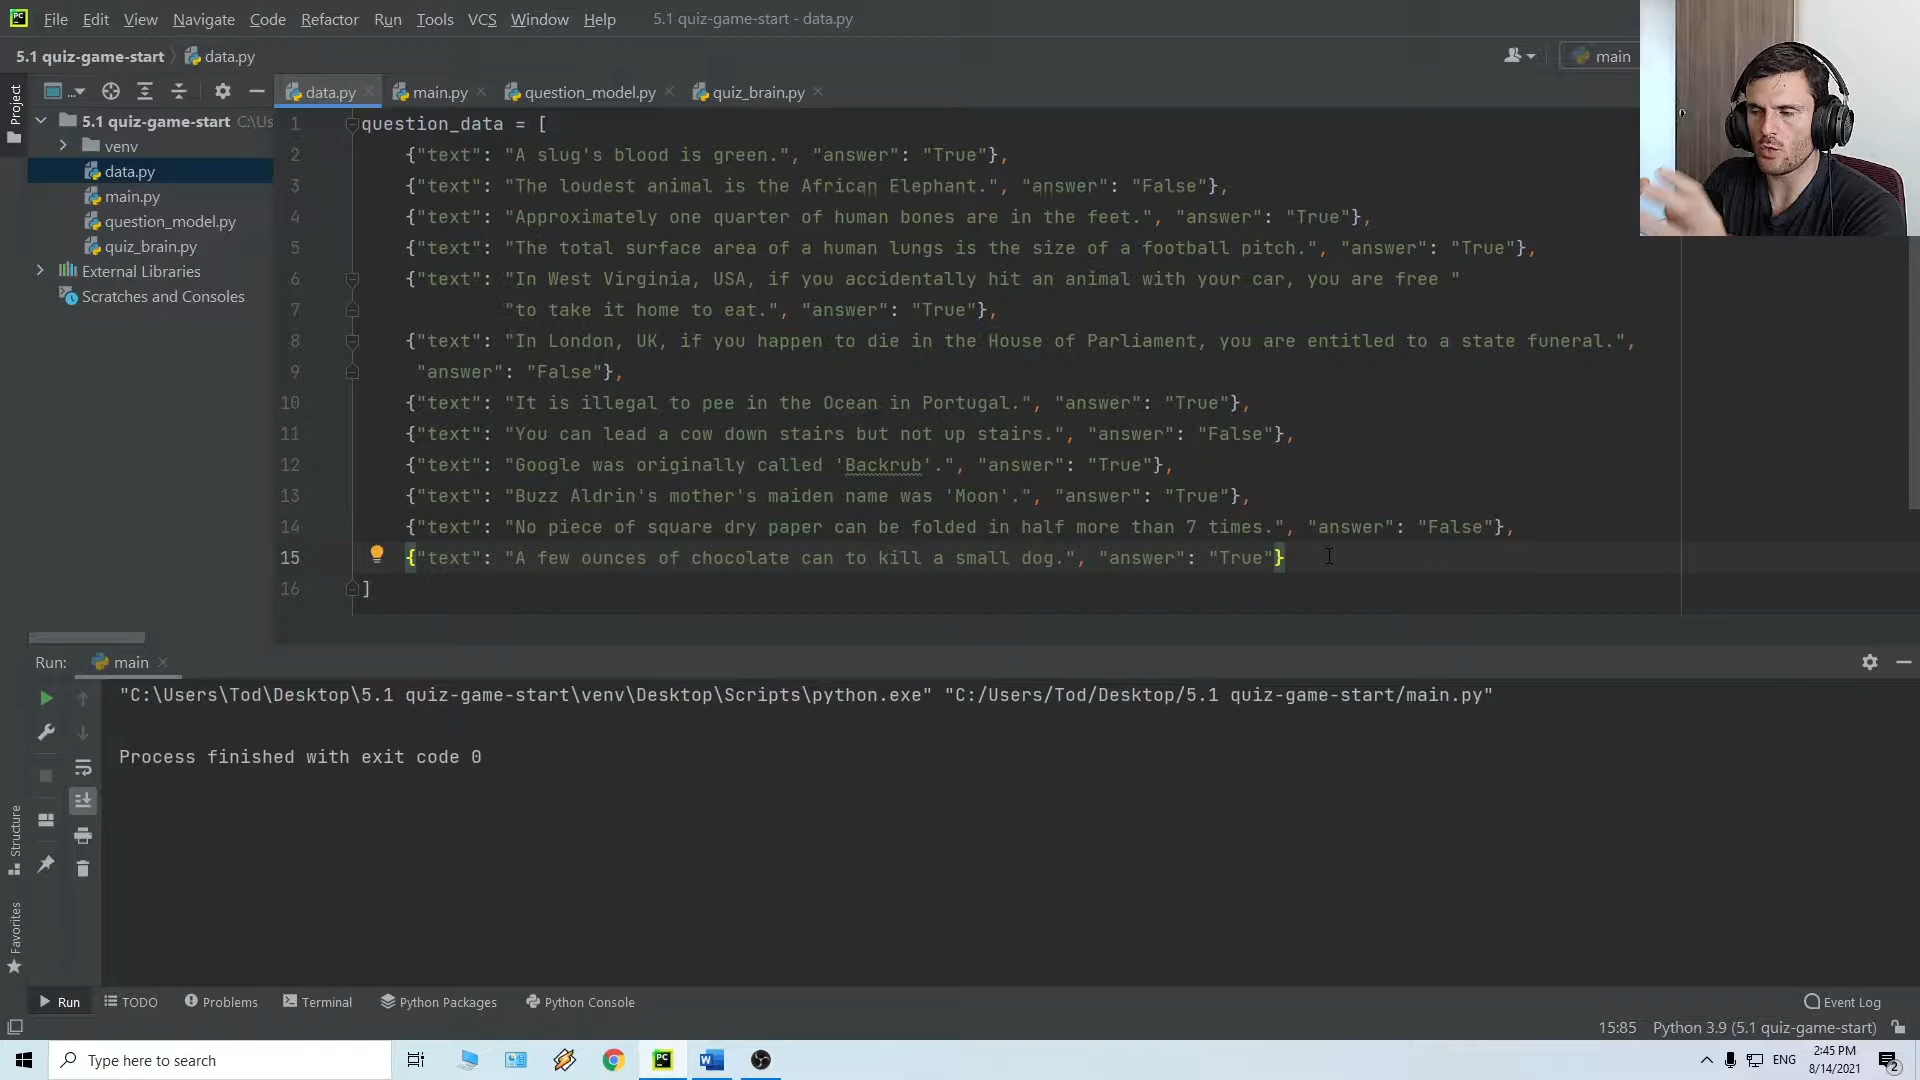 File Edit View Navigate Code Refactor Run Tools VCS Window Help 5.1 quiz-game-start - data.py
5.1 quiz-game-start data.py main
Project
... data.py main.py question_model.py quiz_brain.py
5.1 quiz-game-start C:\Us
venv
data.py
main.py
question_model.py
quiz_brain.py
External Libraries
Scratches and Consoles
1 question_data = [
2 {"text": "A slug's blood is green.", "answer": "True"},
3 {"text": "The loudest animal is the African Elephant.", "answer": "False"},
4 {"text": "Approximately one quarter of human bones are in the feet.", "answer": "True"},
5 {"text": "The total surface area of a human lungs is the size of a football pitch.", "answer": "True"},
6 {"text": "In West Virginia, USA, if you accidentally hit an animal with your car, you are free "
7 "to take it home to eat.", "answer": "True"},
8 {"text": "In London, UK, if you happen to die in the House of Parliament, you are entitled to a state funeral.",
9 "answer": "False"},
10 {"text": "It is illegal to pee in the Ocean in Portugal.", "answer": "True"},
11 {"text": "You can lead a cow down stairs but not up stairs.", "answer": "False"},
12 {"text": "Google was originally called 'Backrub'.", "answer": "True"},
13 {"text": "Buzz Aldrin's mother's maiden name was 'Moon'.", "answer": "True"},
14 {"text": "No piece of square dry paper can be folded in half more than 7 times.", "answer": "False"},
15 {"text": "A few ounces of chocolate can to kill a small dog.", "answer": "True"}
16 ]
Run: main
"C:\Users\Tod\Desktop\5.1 quiz-game-start\venv\Desktop\Scripts\python.exe" "C:/Users/Tod/Desktop/5.1 quiz-game-start/main.py"
Process finished with exit code 0
Structure
Favorites
Run TODO Problems Terminal Python Packages Python Console Event Log
15:85 Python 3.9 (5.1 quiz-game-start)
Type here to search
ENG
2:45 PM
8/14/2021
2